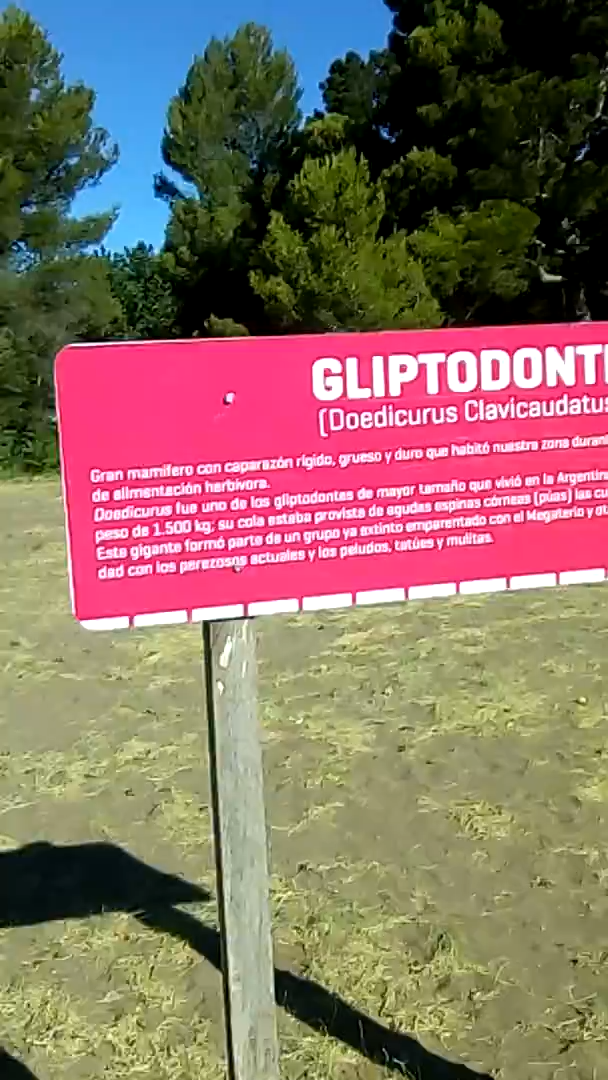 GLIPTODONT
(Doedicurus Clavicaudatus
Gran mamífero con caparazón rígido, grueso y duro que habitó nuestra zona duran
de alimentación herbívora.
Doedicurus fue uno de los gliptodontes de mayor tamaño que vivió en la Argentin
peso de 1.500 kg, su cola estaba provista de agudas espinas córneas (púas) las cu
Este gigante formó parte de un grupo ya extinto emparentado con el Megaterio y ot
dad con los perezosos actuales y los peludos, tatúes y mulitas.